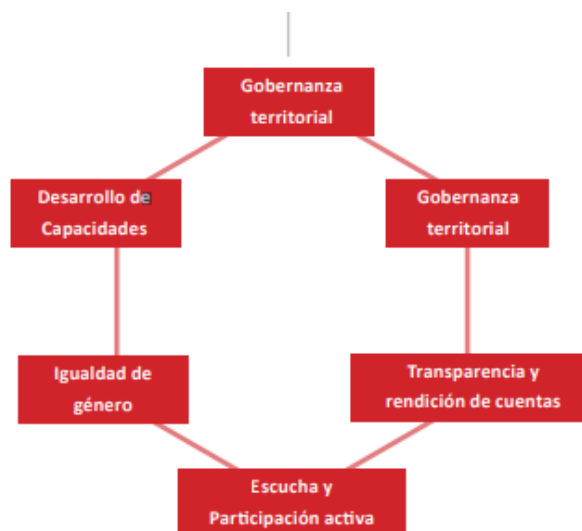 Gobernanza
territorial
Desarrollo de
Capacidades
Gobernanza
territorial
Igualdad de
género
Transparencia y
rendición de cuentas
Escucha y
Participación activa